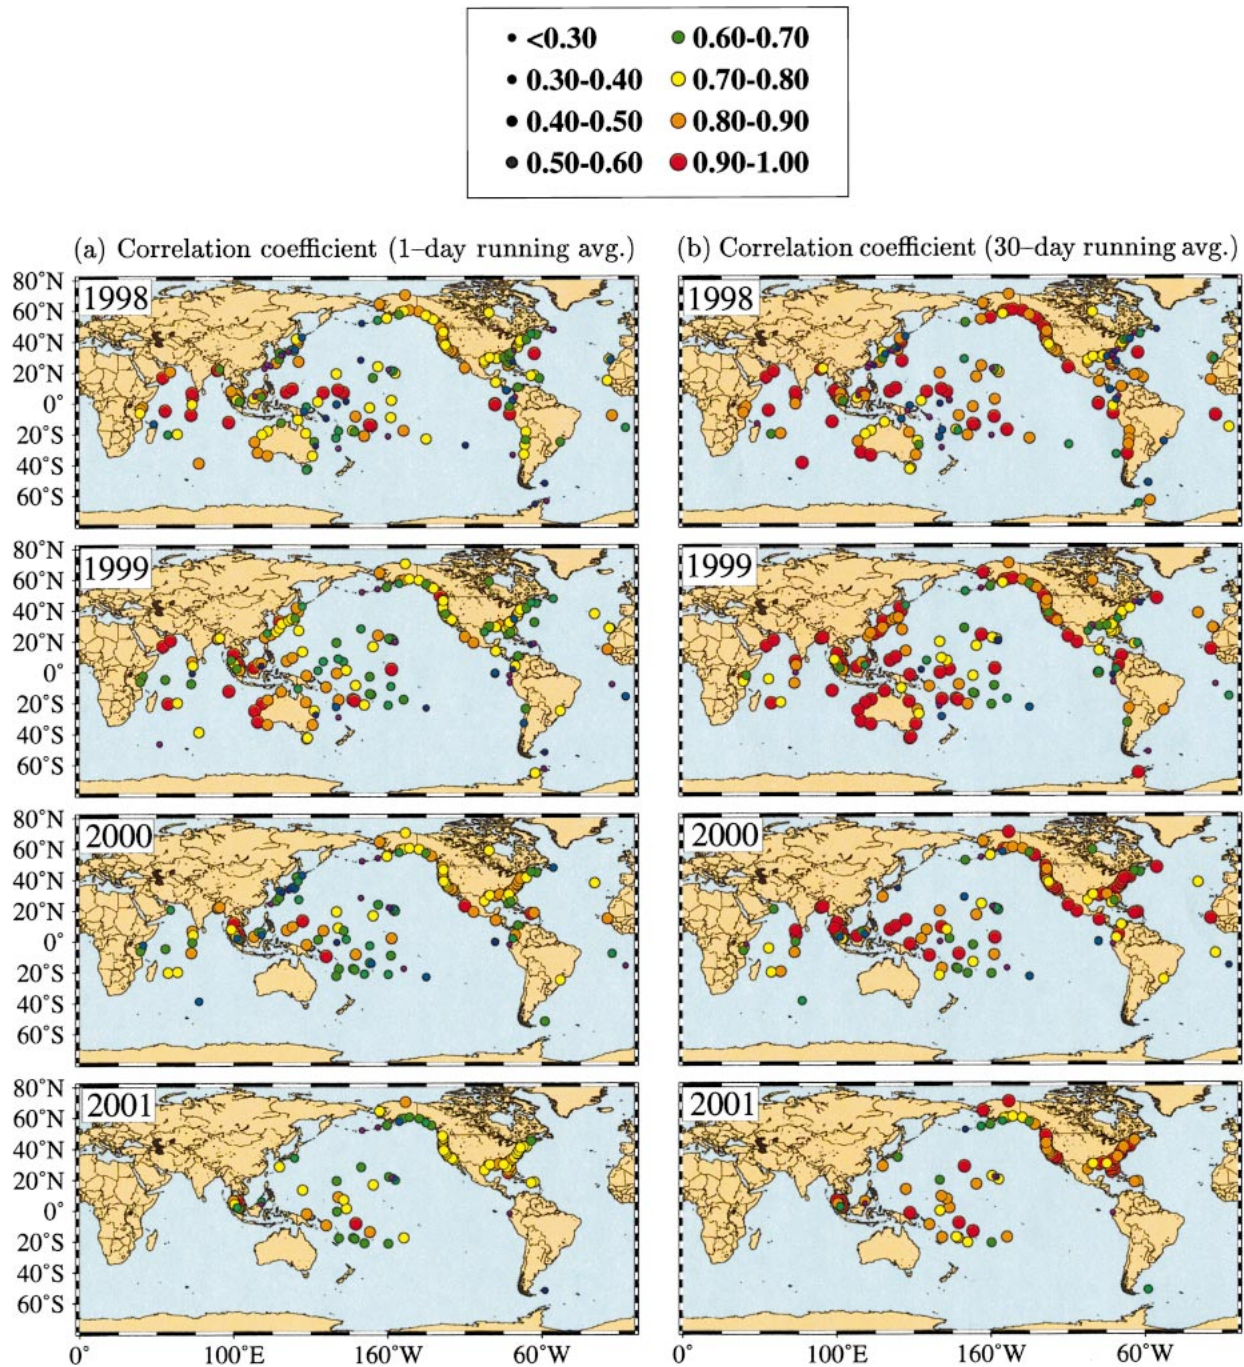 <0.30 0.60-0.70
0.30-0.40 0.70-0.80
0.40-0.50 0.80-0.90
0.50-0.60 0.90-1.00
(a) Correlation coefficient (1–day running avg.) (b) Correlation coefficient (30–day running avg.)
80°N
1998 1998
60°N
40°N
20°N
0°
20°S
40°S
60°S
80°N
1999 1999
60°N
40°N
20°N
0°
20°S
40°S
60°S
80°N
2000 2000
60°N
40°N
20°N
0°
20°S
40°S
60°S
80°N
2001 2001
60°N
40°N
20°N
0°
20°S
40°S
60°S
0° 100°E 160°W 60°W 0° 100°E 160°W 60°W